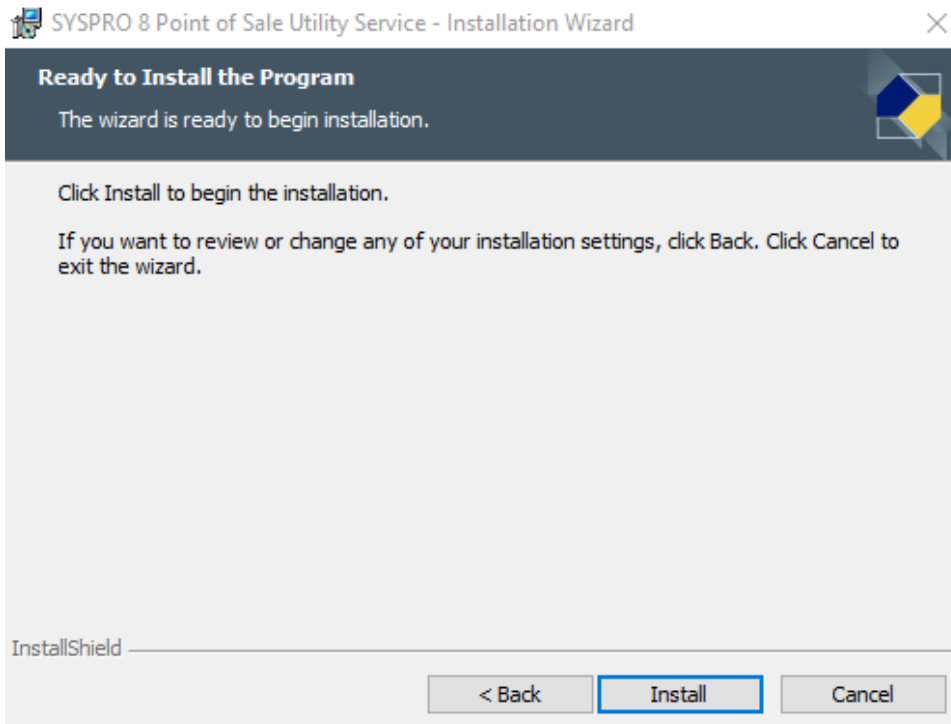 SYSPRO 8 Point of Sale Utility Service - Installation Wizard
Ready to Install the Program
The wizard is ready to begin installation.
Click Install to begin the installation.
If you want to review or change any of your installation settings, click Back. Click Cancel to
exit the wizard.
InstallShield
< Back
Install
Cancel